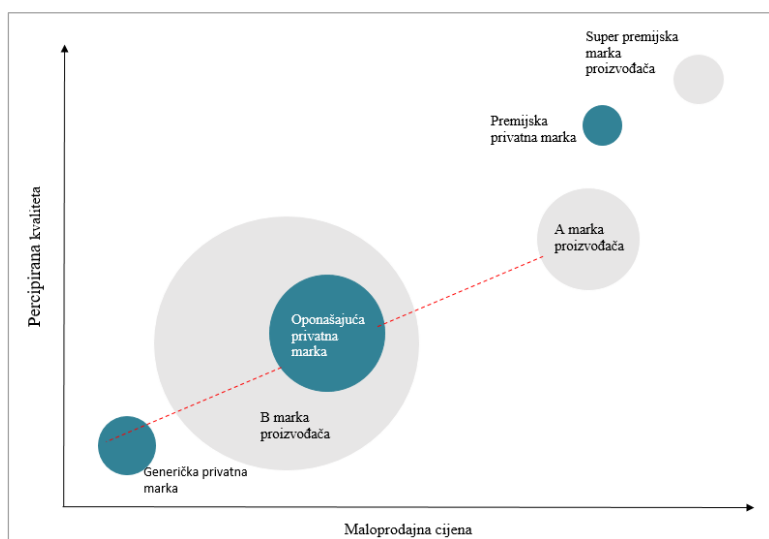 Super premijska
marka
proizvođača
Premijska
privatna marka
A marka
proizvođača
Oponašajuća
privatna
marka
B marka
proizvođača
Generička privatna
marka
Percipirana kvaliteta
Maloprodajna cijena